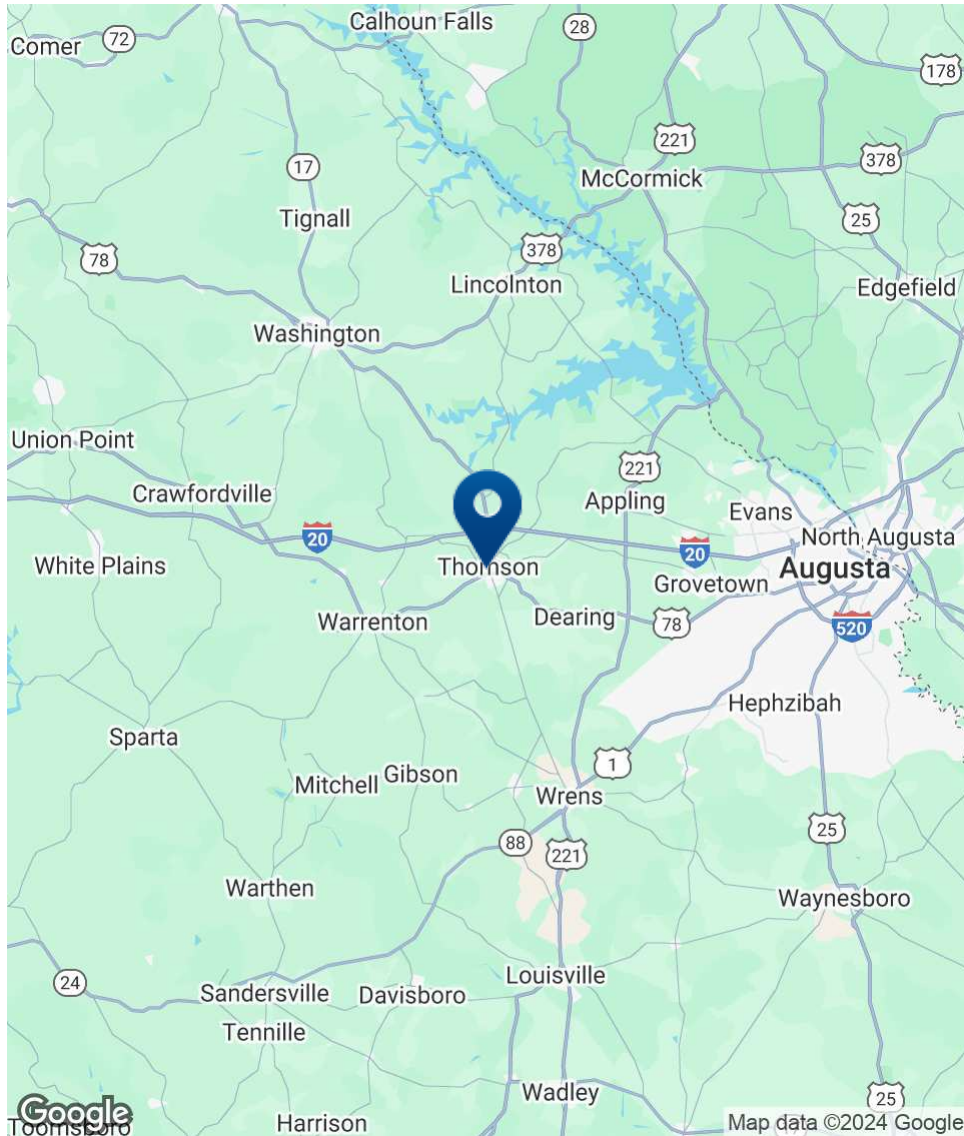 Calhoun Falls
Comer
72
28
178
221
378
McCormick
17
Tignall
25
378
78
Lincolnton
Edgefield
Washington
Union Point
221
Crawfordville
Appling
Evans
20
North Augusta
20
White Plains
Thomson
Augusta
Grovetown
Dearing
78
Warrenton
520
Hephzibah
Sparta
1
Mitchell
Gibson
Wrens
25
88
221
Warthen
Waynesboro
Louisville
24
Sandersville
Davisboro
Tennille
Wadley
25
Google
Toomsboro
Harrison
Map data ©2024 Google